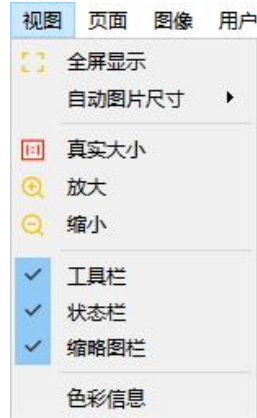 视图 页面 图像 用户
全屏显示
自动图片尺寸
1:1 真实大小
放大
缩小
工具栏
状态栏
缩略图栏
色彩信息